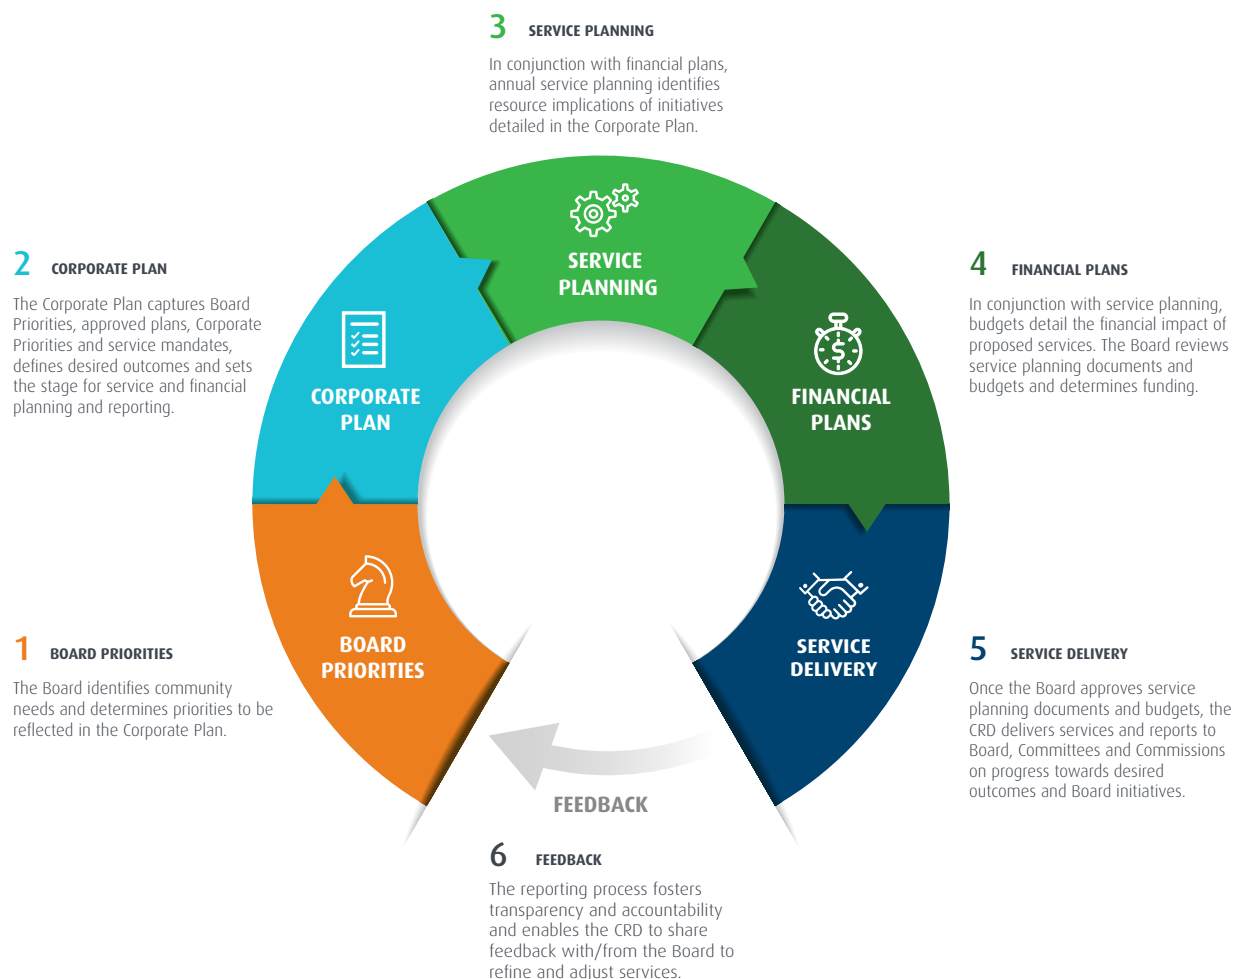 3 SERVICE PLANNING
In conjunction with financial plans,
annual service planning identifies
resource implications of initiatives
detailed in the Corporate Plan.
2 CORPORATE PLAN
The Corporate Plan captures Board
Priorities, approved plans, Corporate
Priorities and service mandates,
defines desired outcomes and sets
the stage for service and financial
planning and reporting.
SERVICE
PLANNING
CORPORATE
PLAN
FINANCIAL
PLANS
4 FINANCIAL PLANS
In conjunction with service planning,
budgets detail the financial impact of
proposed services. The Board reviews
service planning documents and
budgets and determines funding.
1 BOARD PRIORITIES
The Board identifies community
needs and determines priorities to be
reflected in the Corporate Plan.
BOARD
PRIORITIES
SERVICE
DELIVERY
5 SERVICE DELIVERY
Once the Board approves service
planning documents and budgets, the
CRD delivers services and reports to
Board, Committees and Commissions
on progress towards desired
outcomes and Board initiatives.
FEEDBACK
6 FEEDBACK
The reporting process fosters
transparency and accountability
and enables the CRD to share
feedback with/from the Board to
refine and adjust services.